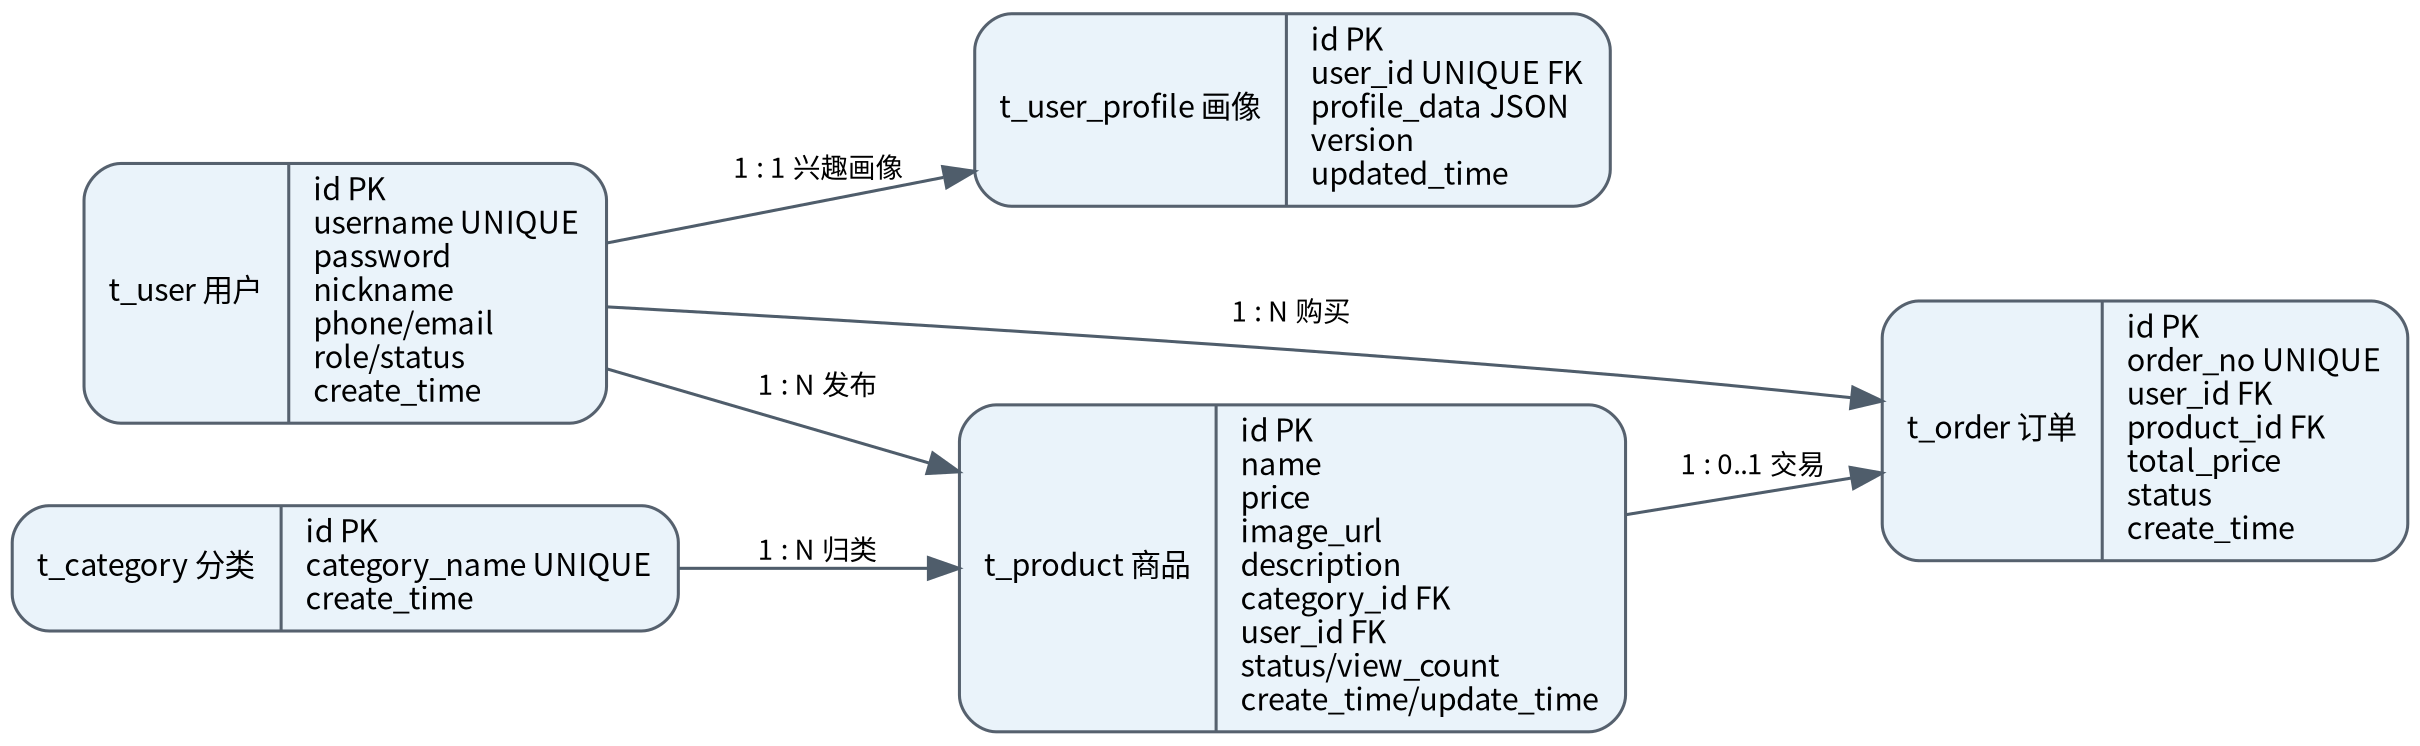 t_user 用户
id PK
username UNIQUE
password
nickname
phone/email
role/status
create_time
t_category 分类
id PK
category_name UNIQUE
create_time
1 : 1 兴趣画像
1 : N 购买
1 : N 发布
1 : N 归类
t_user_profile 画像
id PK
user_id UNIQUE FK
profile_data JSON
version
updated_time
t_product 商品
id PK
name
price
image_url
description
category_id FK
user_id FK
status/view_count
create_time/update_time
1 : 0..1 交易
t_order 订单
id PK
order_no UNIQUE
user_id FK
product_id FK
total_price
status
create_time